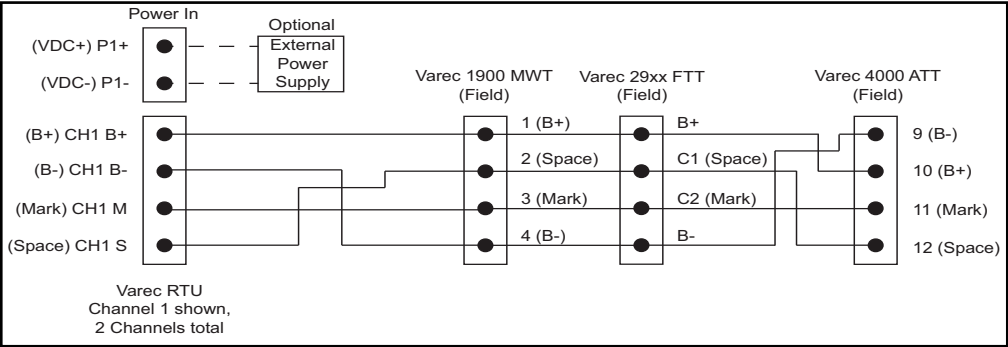 Power In
Optional
External
Power
Supply
(VDC+) P1+
(VDC-) P1-
Varec 1900 MWT
(Field)
Varec 29xx FTT
(Field)
Varec 4000 ATT
(Field)
(B+) CH1 B+
1 (B+)
B+
9 (B-)
(B-) CH1 B-
2 (Space)
C1 (Space)
10 (B+)
(Mark) CH1 M
3 (Mark)
C2 (Mark)
11 (Mark)
(Space) CH1 S
4 (B-)
B-
12 (Space)
Varec RTU
Channel 1 shown,
2 Channels total